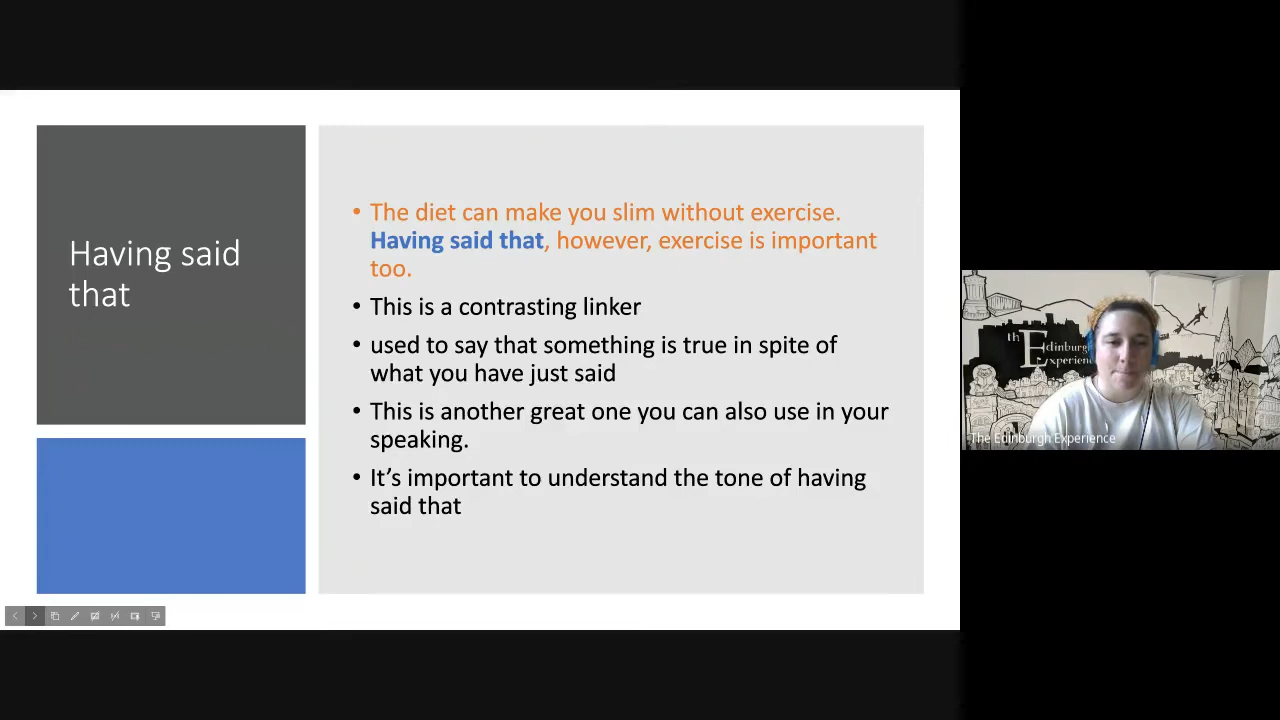 Having said
that
• The diet can make you slim without exercise.
Having said that, however, exercise is important
too.
• This is a contrasting linker
• used to say that something is true in spite of
what you have just said
• This is another great one you can also use in your
speaking.
• It’s important to understand the tone of having
said that
th Edinburgh
Experience
The Edinburgh Experience